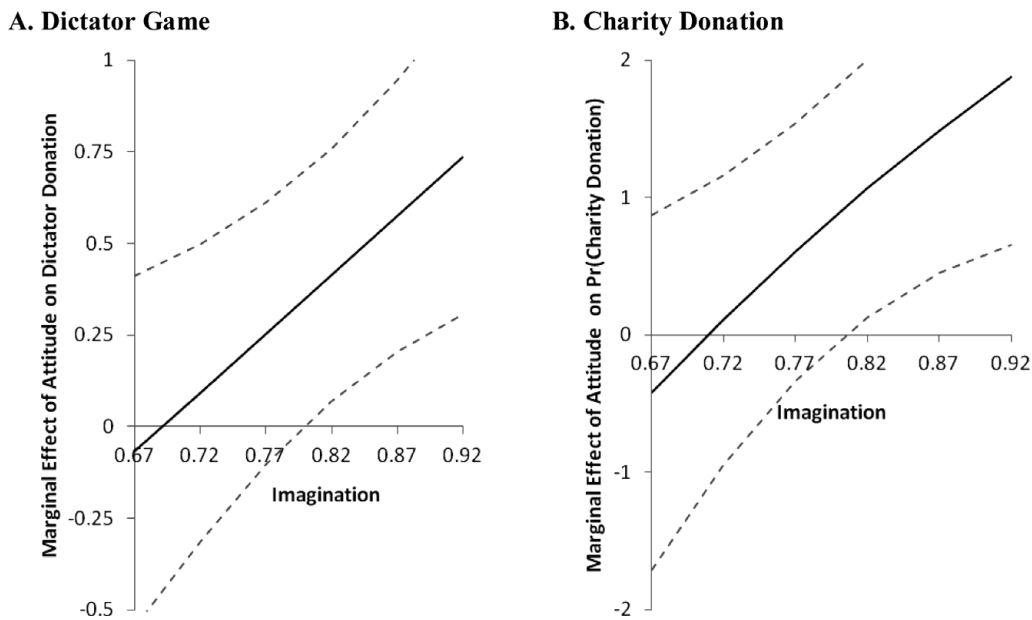 A. Dictator Game
Marginal Effect of Attitude on Dictator Donation
1
0.75
0.5
0.25
0
-0.25
-0.5
0.67 0.72 0.77 0.82 0.87 0.92
Imagination
B. Charity Donation
Marginal Effect of Attitude on Pr(Charity Donation)
2
1
0
-1
-2
0.67 0.72 0.77 0.82 0.87 0.92
Imagination